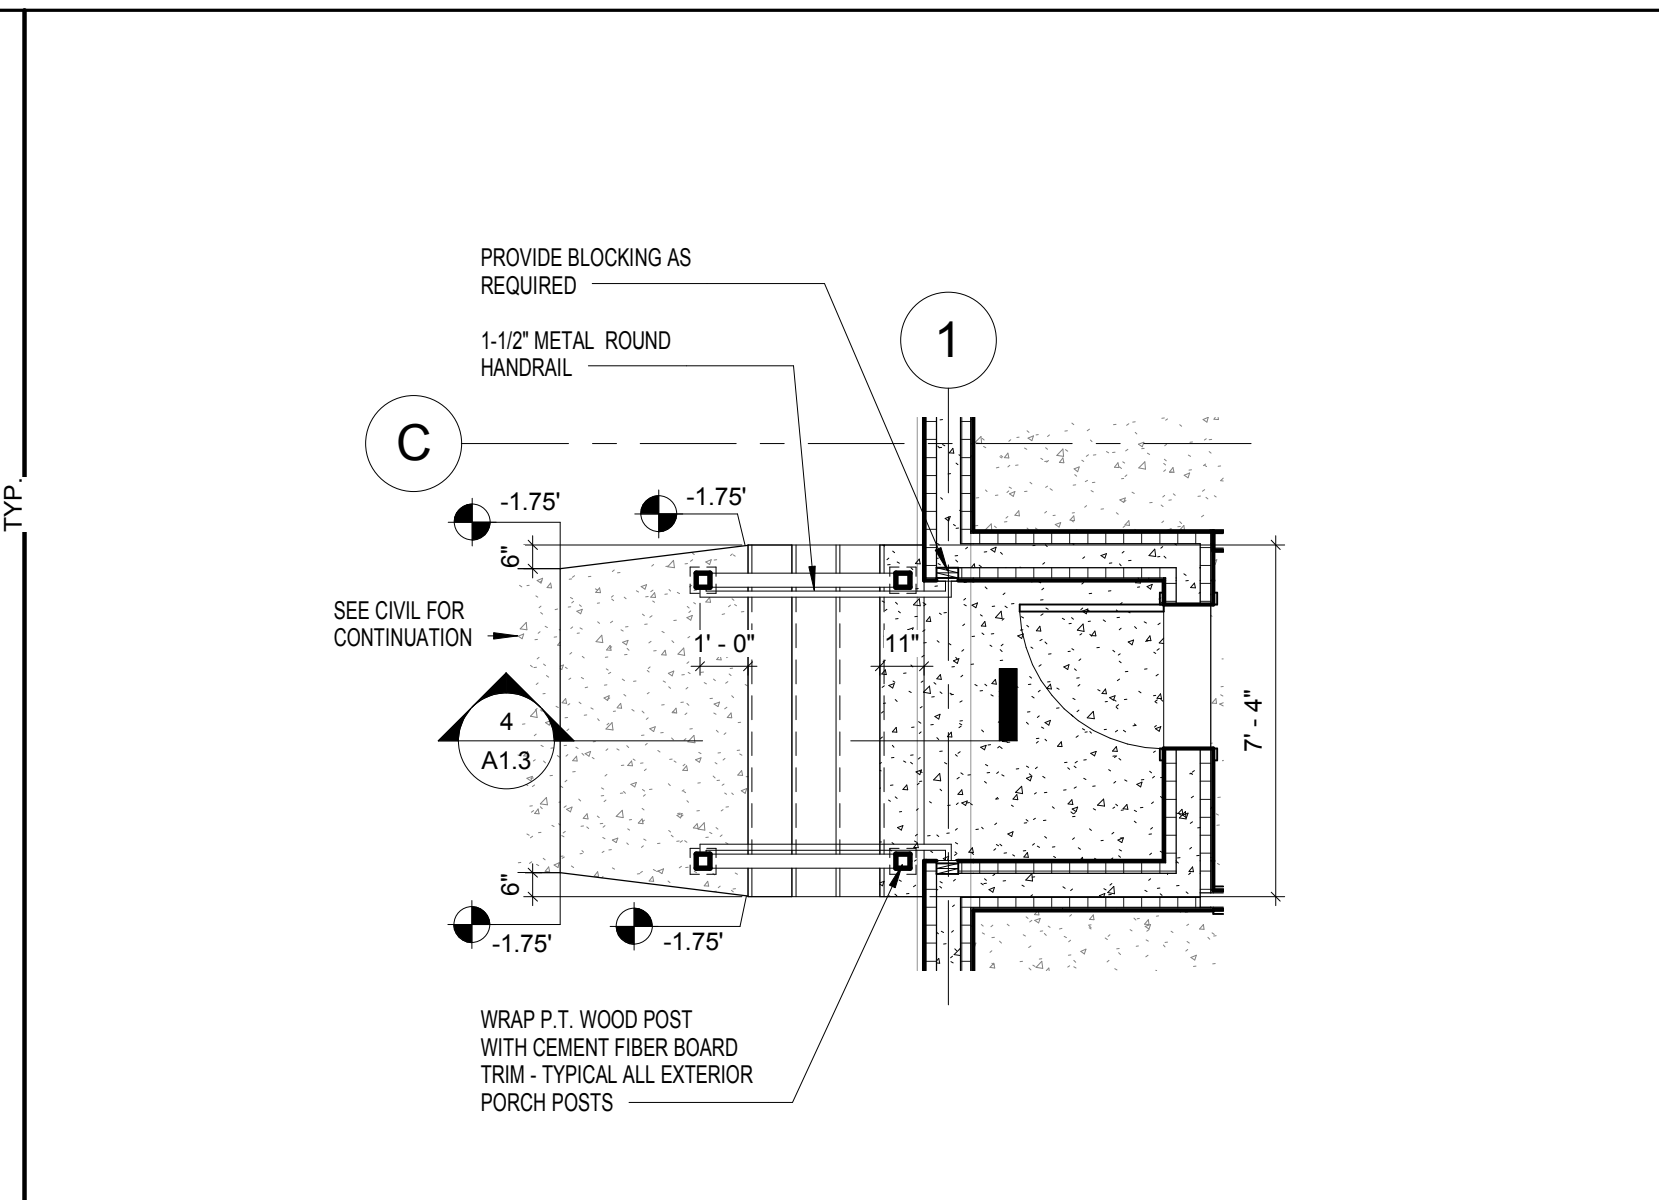 TYP.
PROVIDE BLOCKING AS
REQUIRED
1-1/2" METAL ROUND
HANDRAIL
1
C
-1.75'
-1.75'
6"
SEE CIVIL FOR
CONTINUATION
1' - 0"
11"
4
A1.3
7' - 4"
6"
-1.75'
-1.75'
WRAP P.T. WOOD POST
WITH CEMENT FIBER BOARD
TRIM - TYPICAL ALL EXTERIOR
PORCH POSTS